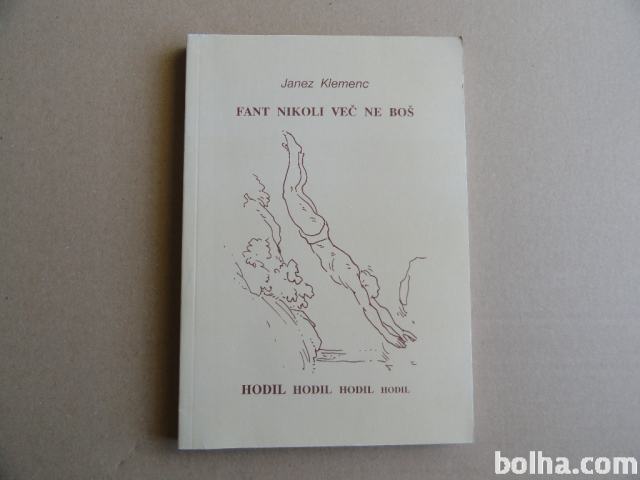 Janez Klemenc
FANT NIKOLI VEČ NE BOŠ
HODIL HODIL HODIL HODIL
bolha.com